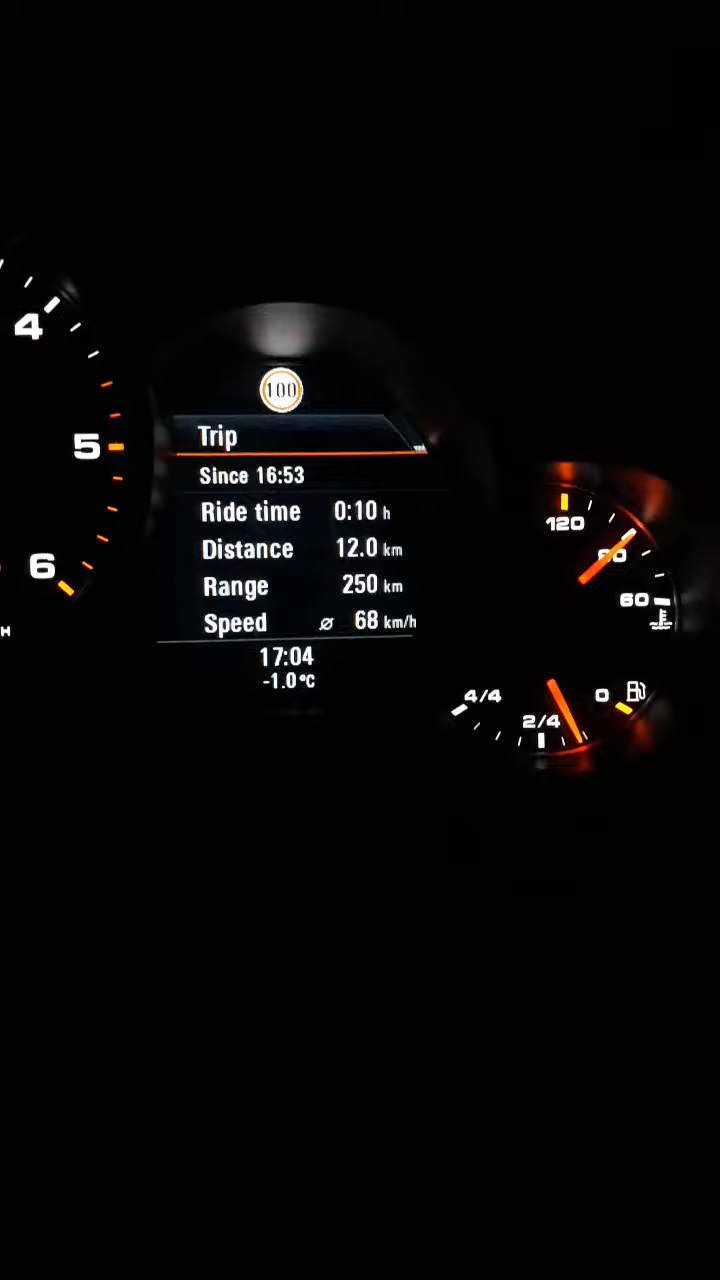 4
5
6
H
100
Trip
Since 16:53
Ride time 0:10 h
Distance 12.0 km
Range 250 km
Speed ⌀ 68 km/h
17:04
-1.0°C
120
90
60
4/4
2/4
0